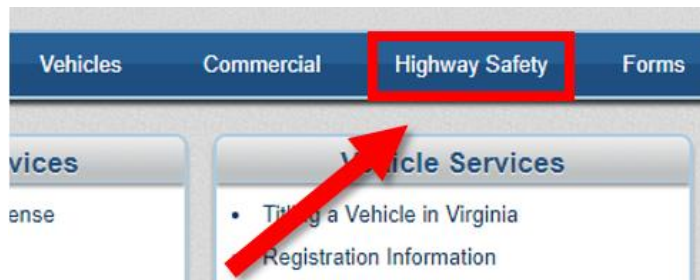 Vehicles Commercial Highway Safety Forms
vices
Vehicle Services
ense
Titling a Vehicle in Virginia
Registration Information